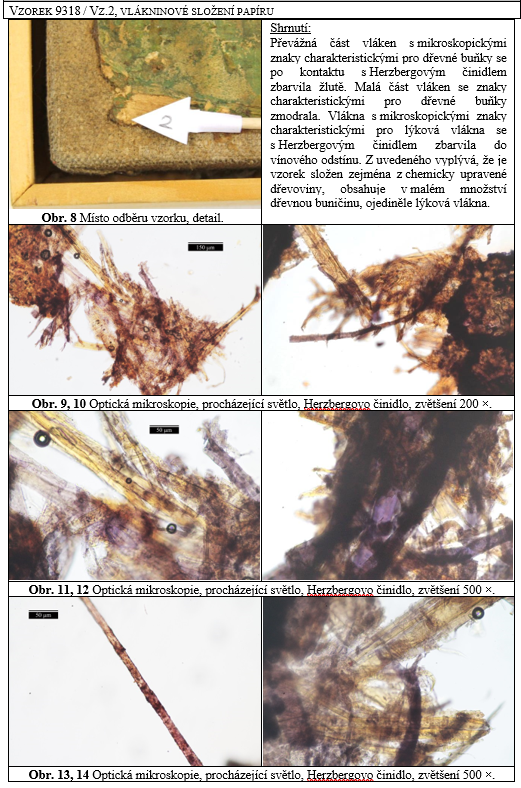 VZOREK 9318 / VZ.2, VLÁKNINOVÉ SLOŽENÍ PAPÍRU
2
Obr. 8 Místo odběru vzorku, detail.
Shrnutí:
Převážná část vláken s mikroskopickými
znaky charakteristickými pro dřevné buňky se
po kontaktu s Herzbergovým činidlem
zbarvila žlutě. Malá část vláken se znaky
charakteristickými pro dřevné buňky
zmodrala. Vlákna s mikroskopickými znaky
charakteristickými pro lýková vlákna se
s Herzbergovým činidlem zbarvila do
vínového odstínu. Z uvedeného vyplývá, že je
vzorek složen zejména z chemicky upravené
dřevoviny, obsahuje v malém množství
dřevnou buničinu, ojediněle lýková vlákna.
150 µm
Obr. 9, 10 Optická mikroskopie, procházející světlo, Herzbergovo činidlo, zvětšení 200 ×.
50 µm
Obr. 11, 12 Optická mikroskopie, procházející světlo, Herzbergovo činidlo, zvětšení 500 ×.
50 µm
Obr. 13, 14 Optická mikroskopie, procházející světlo, Herzbergovo činidlo, zvětšení 500 ×.